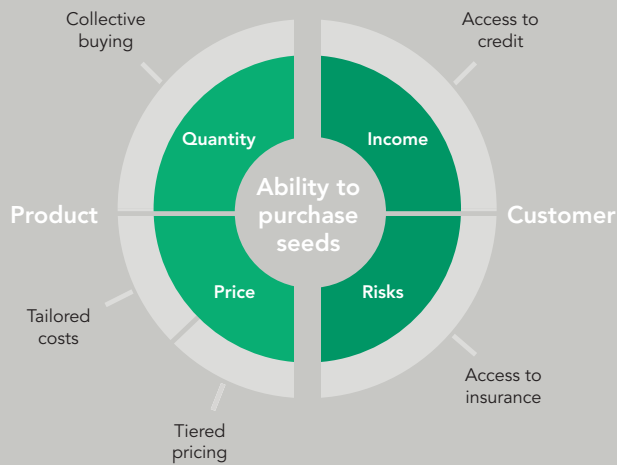 Collective
buying
Access to
credit
Quantity
Income
Ability to
purchase
seeds
Product
Customer
Price
Risks
Tailored
costs
Access to
insurance
Tiered
pricing